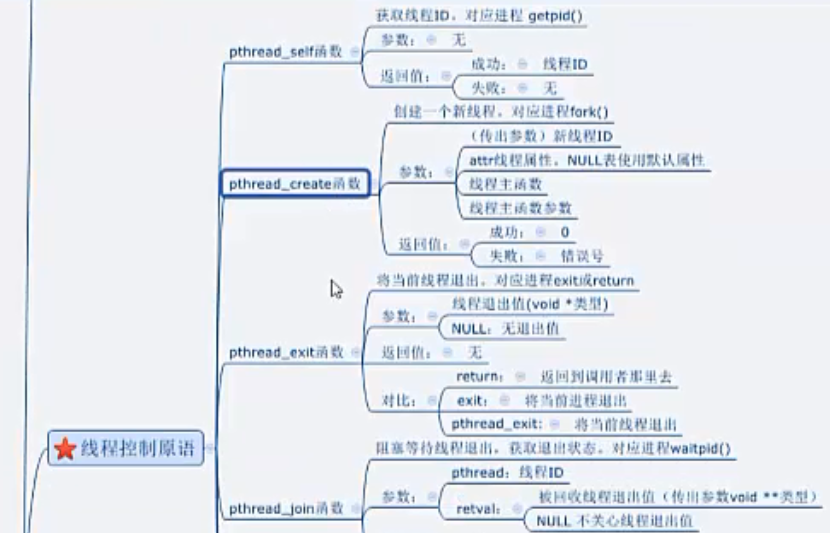 线程控制原语
pthread_self函数
获取线程ID, 对应进程 getpid()
参数: 无
返回值:
成功: 线程ID
失败: 无
pthread_create函数
创建一个新线程, 对应进程fork()
参数:
(传出参数) 新线程ID
attr线程属性, NULL表使用默认属性
线程主函数
线程主函数参数
返回值:
成功: 0
失败: 错误号
pthread_exit函数
将当前线程退出, 对应进程exit或return
参数:
线程退出值(void *类型)
NULL: 无退出值
返回值: 无
对比:
return: 返回到调用者那里去
exit: 将当前进程退出
pthread_exit: 将当前线程退出
pthread_join函数
阻塞等待线程退出, 获取退出状态, 对应进程waitpid()
参数:
pthread: 线程ID
retval:
被回收线程退出值 (传出参数void **类型)
NULL 不关心线程退出值